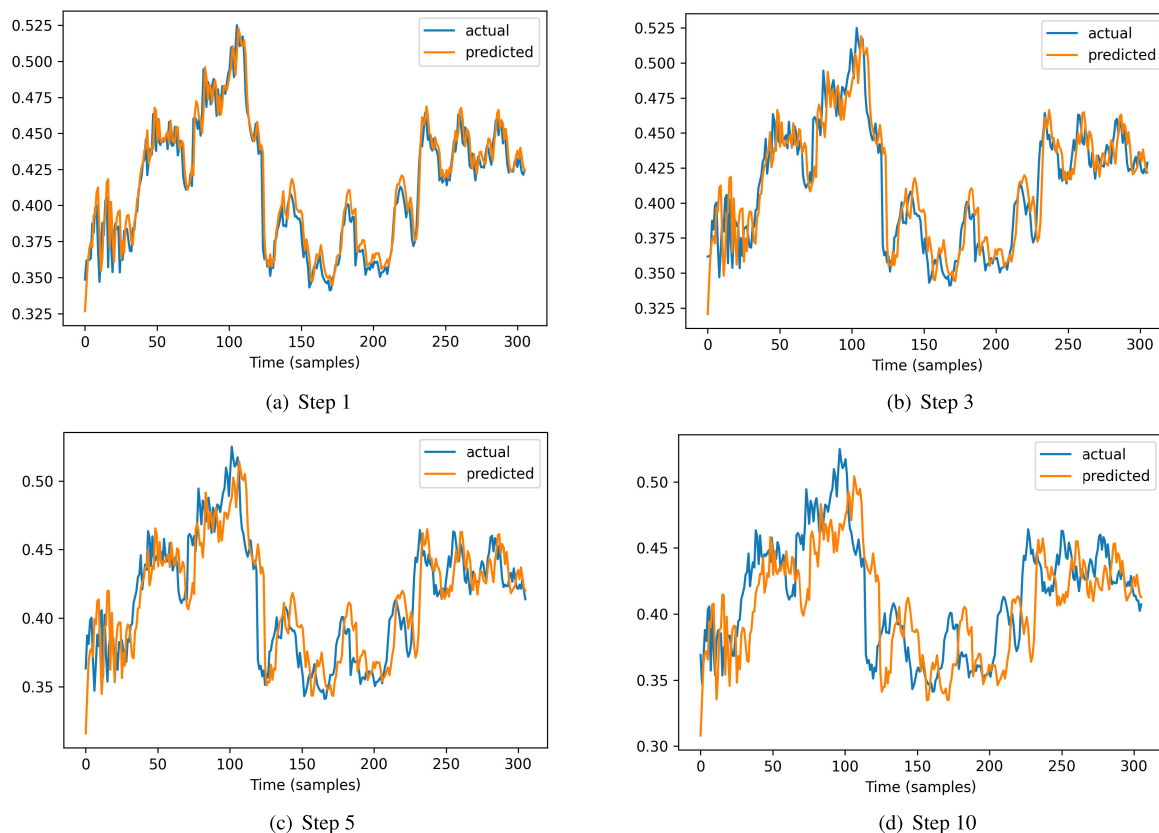 0.525
0.500
0.475
0.450
0.425
0.400
0.375
0.350
0.325
actual
predicted
0 50 100 150 200 250 300
Time (samples)
(a) Step 1
0.525
0.500
0.475
0.450
0.425
0.400
0.375
0.350
0.325
actual
predicted
0 50 100 150 200 250 300
Time (samples)
(b) Step 3
0.50
0.45
0.40
0.35
actual
predicted
0 50 100 150 200 250 300
Time (samples)
(c) Step 5
0.50
0.45
0.40
0.35
0.30
actual
predicted
0 50 100 150 200 250 300
Time (samples)
(d) Step 10